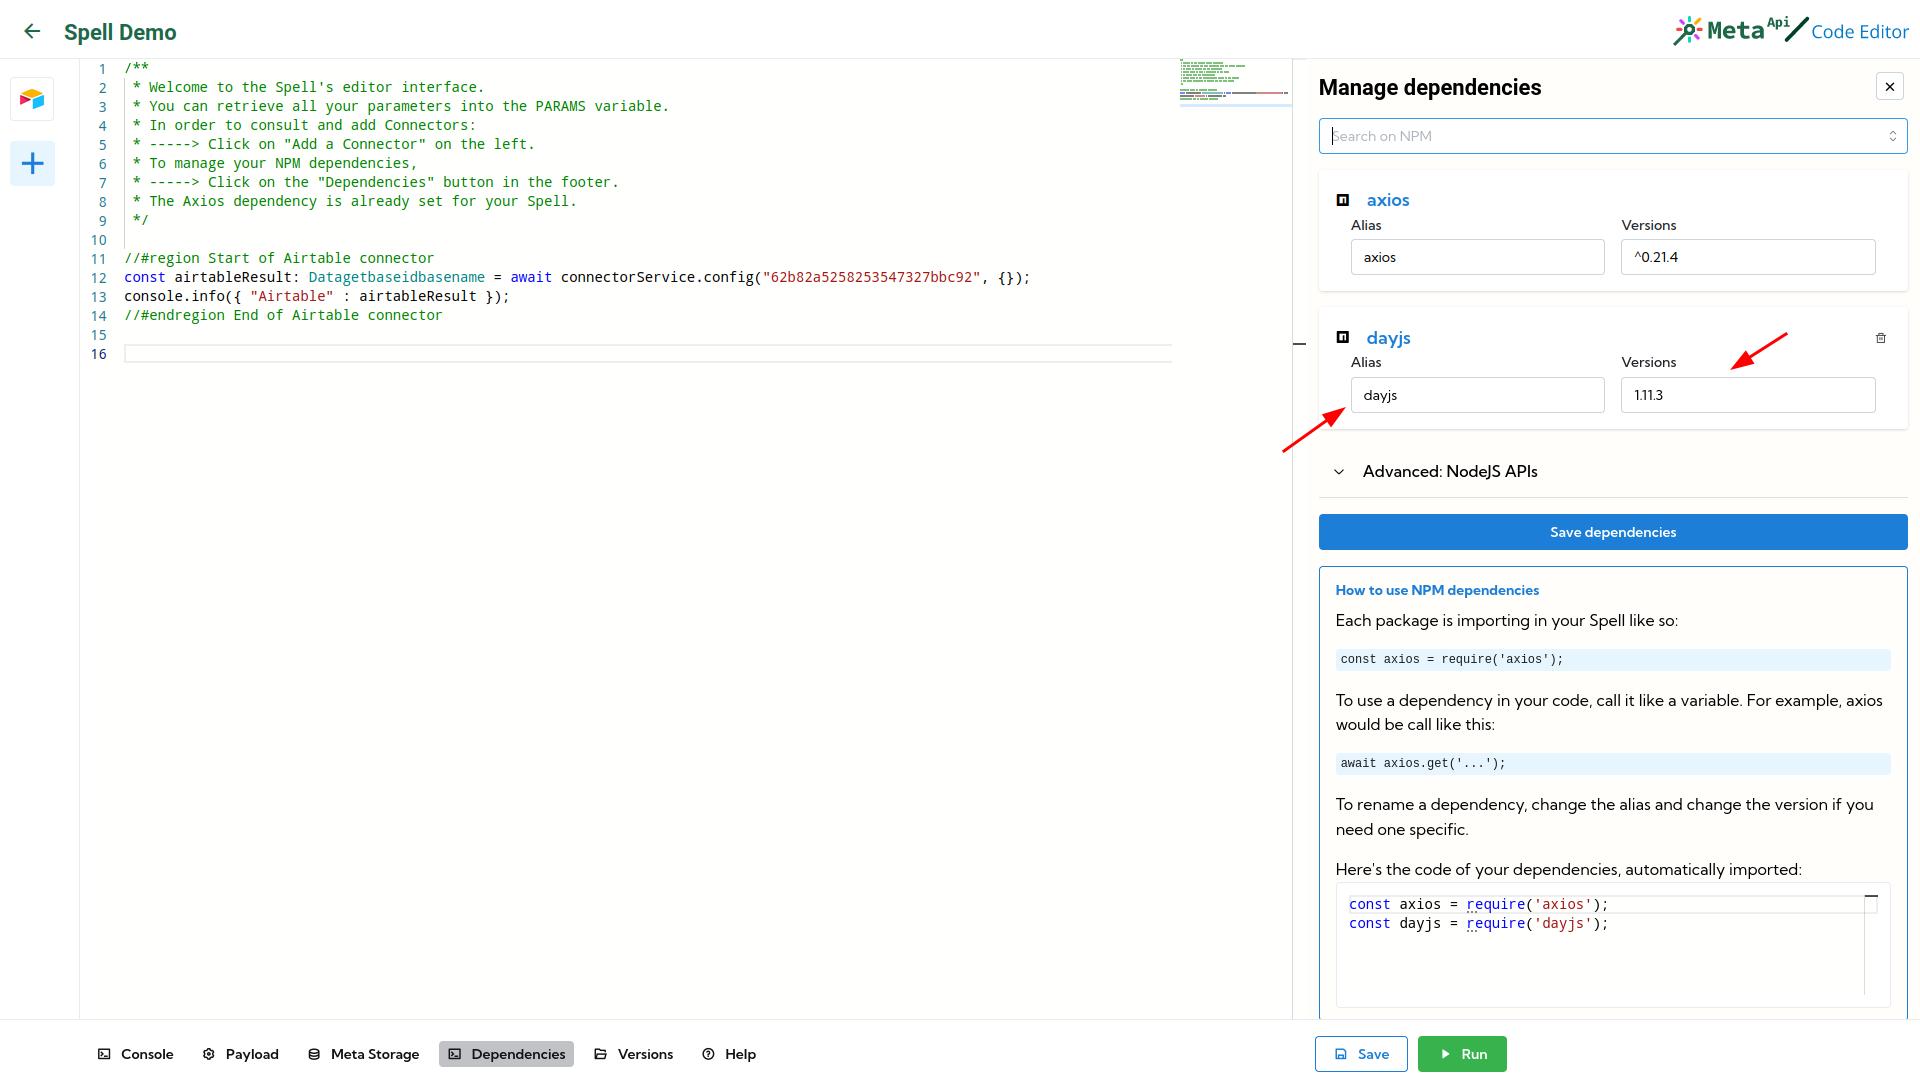 Spell Demo
MetaApi/Code Editor
1 /**
2 * Welcome to the Spell's editor interface.
3 * You can retrieve all your parameters into the PARAMS variable.
4 * In order to consult and add Connectors:
5 * -----> Click on "Add a Connector" on the left.
6 * To manage your NPM dependencies,
7 * -----> Click on the "Dependencies" button in the footer.
8 * The Axios dependency is already set for your Spell.
9 */
10
11 //#region Start of Airtable connector
12 const airtableResult: Datagetbaseidbasename = await connectorService.config("62b82a5258253547327bbc92", {});
13 console.info({ "Airtable" : airtableResult });
14 //#endregion End of Airtable connector
15
16
Manage dependencies
Search on NPM
axios
Alias Versions
axios ^0.21.4
dayjs
Alias Versions
dayjs 1.11.3
Advanced: NodeJS APIs
Save dependencies
How to use NPM dependencies
Each package is importing in your Spell like so:
const axios = require('axios');
To use a dependency in your code, call it like a variable. For example, axios
would be call like this:
await axios.get('...');
To rename a dependency, change the alias and change the version if you
need one specific.
Here's the code of your dependencies, automatically imported:
const axios = require('axios');
const dayjs = require('dayjs');
Console Payload Meta Storage Dependencies Versions Help Save Run